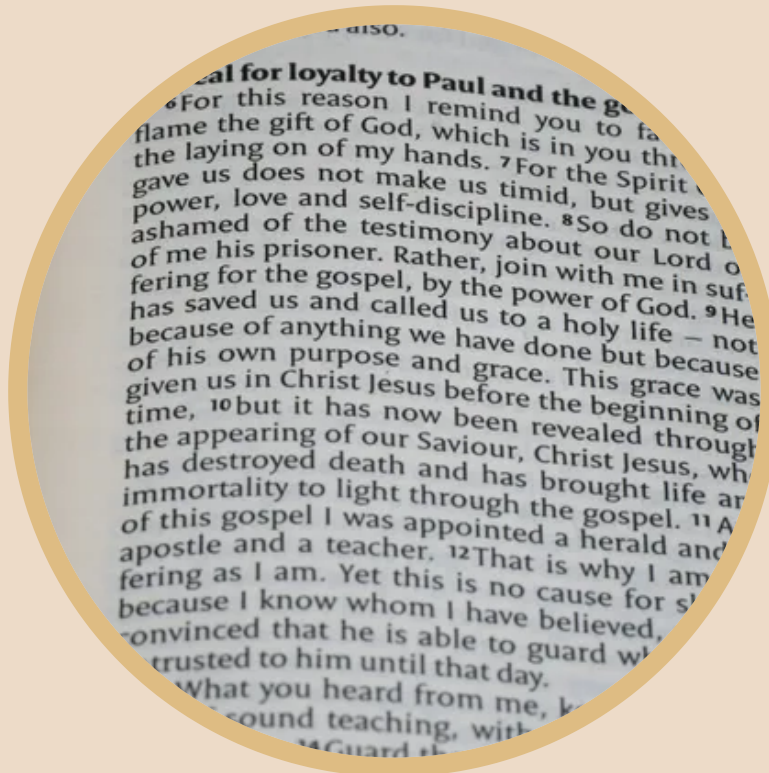 also.
for loyalty to Paul and the
⁶For this reason I remind you to
flame the gift of God, which is in you
the laying on of my hands. ⁷For the Spirit
gave us does not make us timid, but gives
power, love and self-discipline. ⁸So do not
ashamed of the testimony about our Lord
of me his prisoner. Rather, join with me in suf-
fering for the gospel, by the power of God. ⁹He
has saved us and called us to a holy life – not
because of anything we have done but because
of his own purpose and grace. This grace was
given us in Christ Jesus before the beginning of
time, ¹⁰but it has now been revealed through
the appearing of our Saviour, Christ Jesus,
has destroyed death and has brought life
immortality to light through the gospel. ¹¹
of this gospel I was appointed a herald and
apostle and a teacher. ¹²That is why I am
fering as I am. Yet this is no cause for
because I know whom I have believed,
convinced that he is able to guard
trusted to him until that day.
What you heard from me,
sound teaching, with
¹⁴Guard